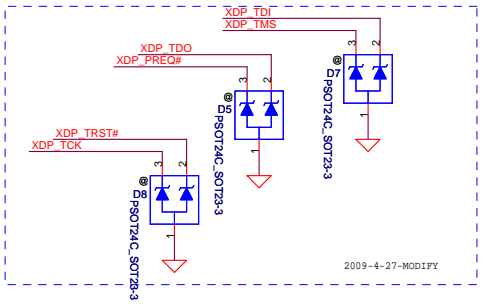 XDP_TDI
XDP_TMS
3
2
@
D7
PSOT24C_SOT23-3
1
XDP_TDO
XDP_PREQ#
3
2
@
D5
PSOT24C_SOT23-3
1
XDP_TRST#
XDP_TCK
3
2
@
D8
PSOT24C_SOT23-3
1
2009-4-27-MODIFY